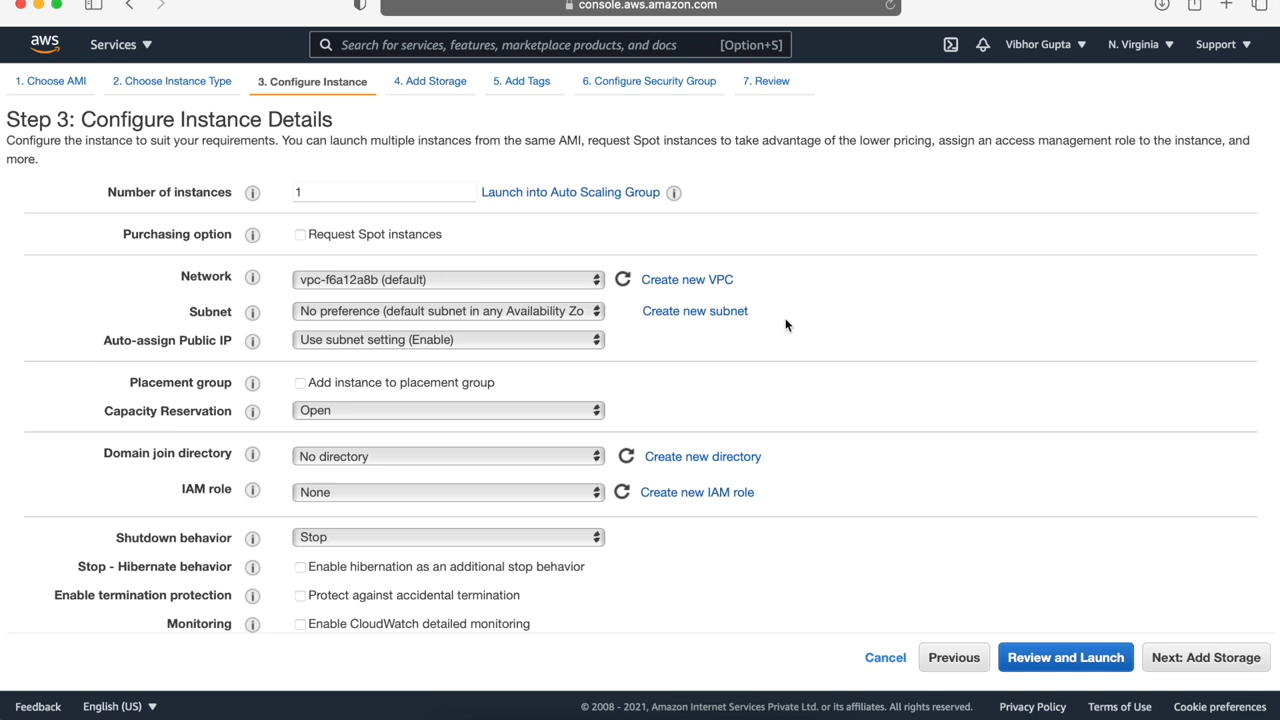 console.aws.amazon.com
aws
Services
Search for services, features, marketplace products, and docs
[Option+S]
Vibhor Gupta
N. Virginia
Support
1. Choose AMI
2. Choose Instance Type
3. Configure Instance
4. Add Storage
5. Add Tags
6. Configure Security Group
7. Review
Step 3: Configure Instance Details
Configure the instance to suit your requirements. You can launch multiple instances from the same AMI, request Spot instances to take advantage of the lower pricing, assign an access management role to the instance, and
more.
Number of instances
1
Launch into Auto Scaling Group
Purchasing option
Request Spot instances
Network
vpc-f6a12a8b (default)
Create new VPC
Subnet
No preference (default subnet in any Availability Zo
Create new subnet
Auto-assign Public IP
Use subnet setting (Enable)
Placement group
Add instance to placement group
Capacity Reservation
Open
Domain join directory
No directory
Create new directory
IAM role
None
Create new IAM role
Shutdown behavior
Stop
Stop - Hibernate behavior
Enable hibernation as an additional stop behavior
Enable termination protection
Protect against accidental termination
Monitoring
Enable CloudWatch detailed monitoring
Cancel
Previous
Review and Launch
Next: Add Storage
Feedback
English (US)
© 2008 - 2021, Amazon Internet Services Private Ltd. or its affiliates. All rights reserved.
Privacy Policy
Terms of Use
Cookie preferences